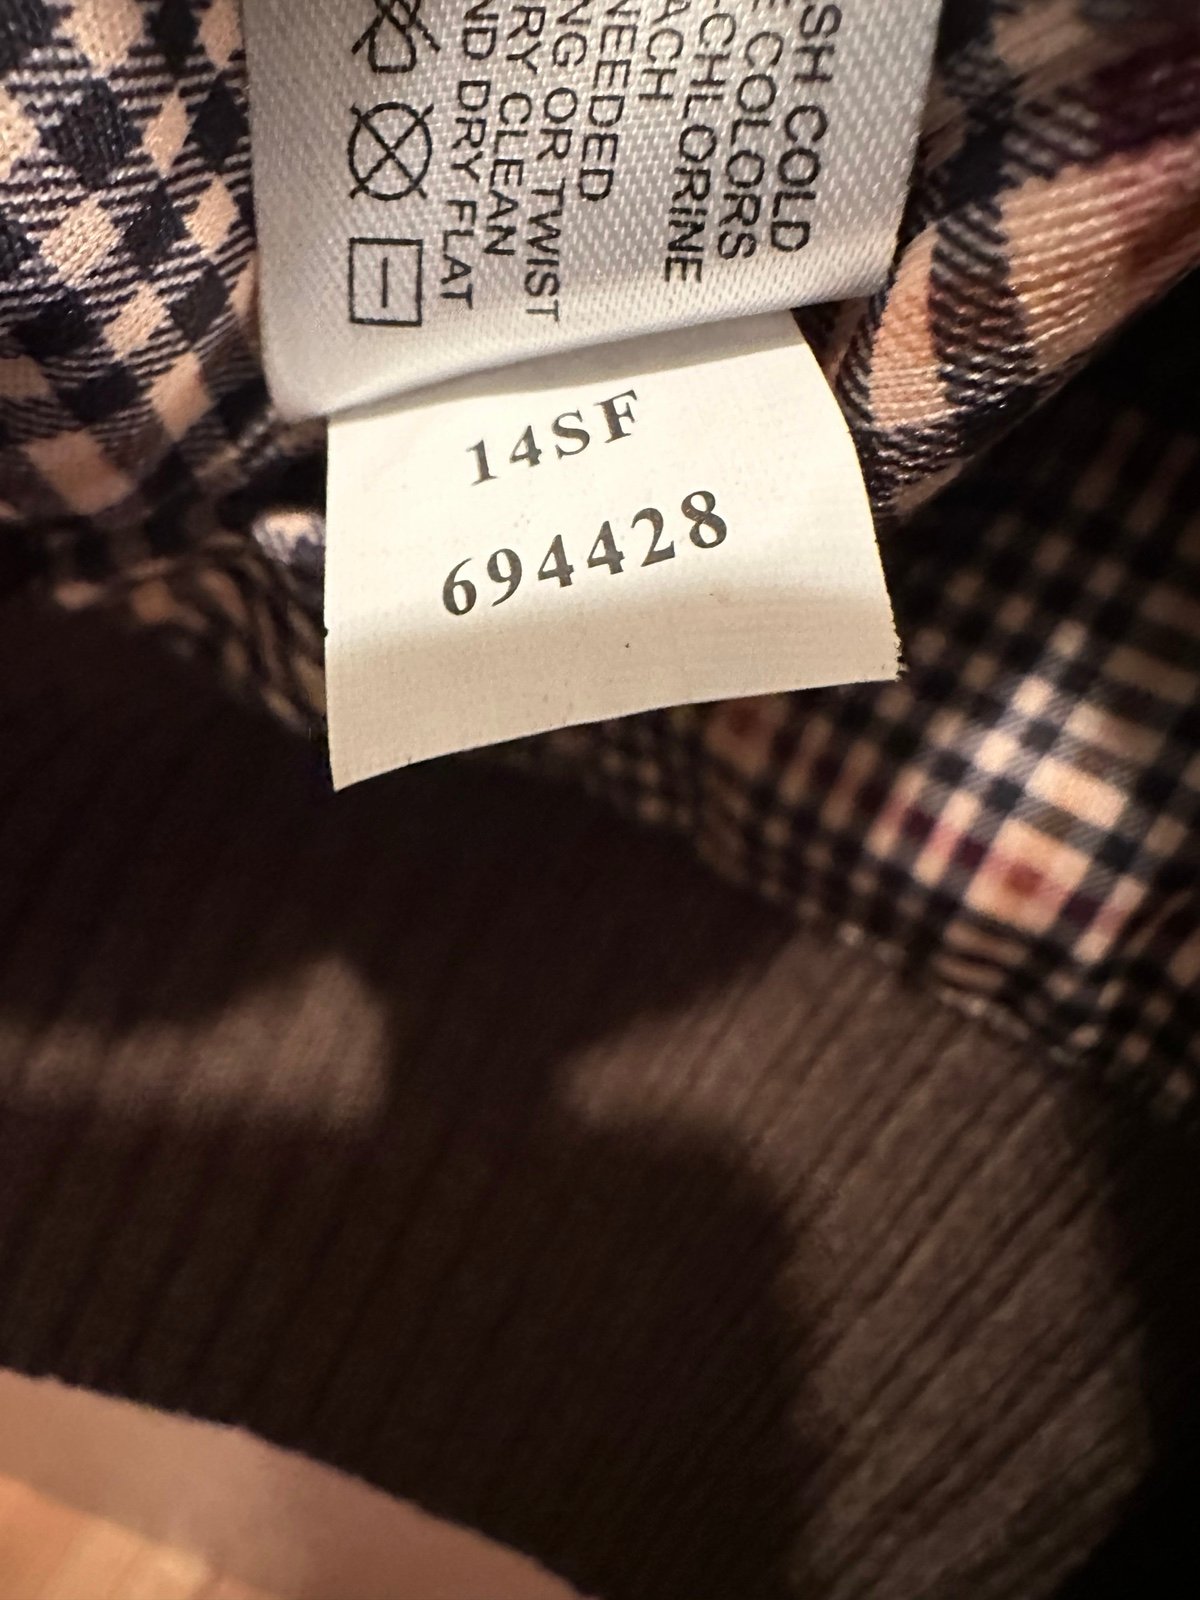 SH COLD
COLORS
-CHLORINE
ACH
NEEDED
NG OR TWIST
RY CLEAN
ND DRY FLAT
14SF
694428